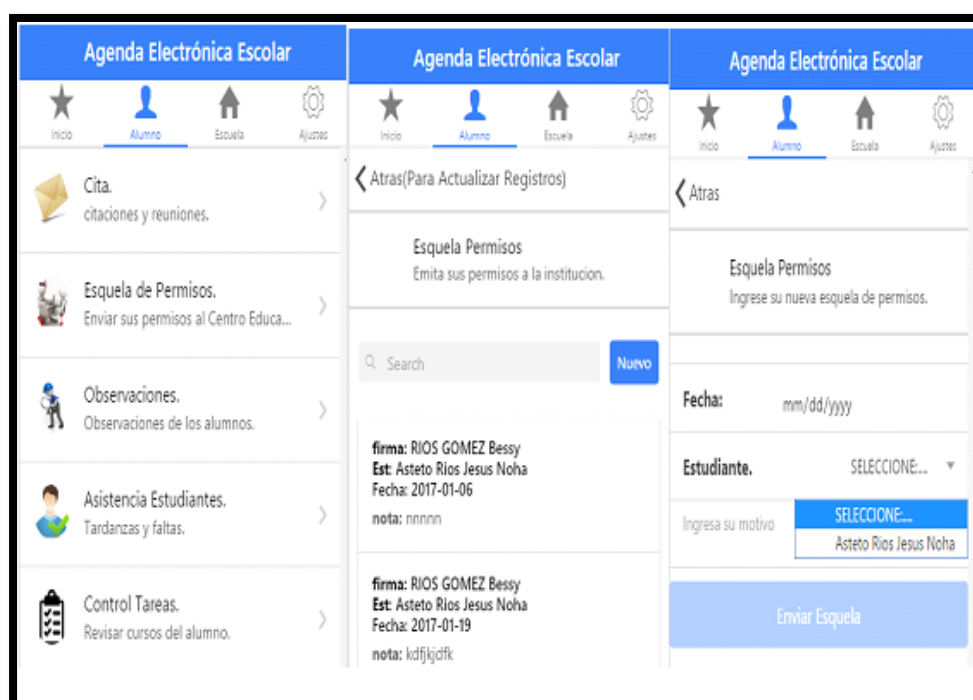 Agenda Electrónica Escolar
Inicio Alumno Escuela Ajustes
Cita.
citaciones y reuniones.
Esquela de Permisos.
Enviar sus permisos al Centro Educa...
Observaciones.
Observaciones de los alumnos.
Asistencia Estudiantes.
Tardanzas y faltas.
Control Tareas.
Revisar cursos del alumno.
Agenda Electrónica Escolar
Inicio Alumno Escuela Ajustes
Atras(Para Actualizar Registros)
Esquela Permisos
Emita sus permisos a la institucion.
Search Nuevo
firma: RIOS GOMEZ Bessy
Est: Asteto Rios Jesus Noha
Fecha: 2017-01-06
nota: nnnnn
firma: RIOS GOMEZ Bessy
Est: Asteto Rios Jesus Noha
Fecha: 2017-01-19
nota: kdfjkjdfk
Agenda Electrónica Escolar
Inicio Alumno Escuela Ajustes
Atras
Esquela Permisos
Ingrese su nueva esquela de permisos.
Fecha: mm/dd/yyyy
Estudiante. SELECCIONE:...
Ingresa su motivo SELECCIONE:...
Asteto Rios Jesus Noha
Enviar Esquela